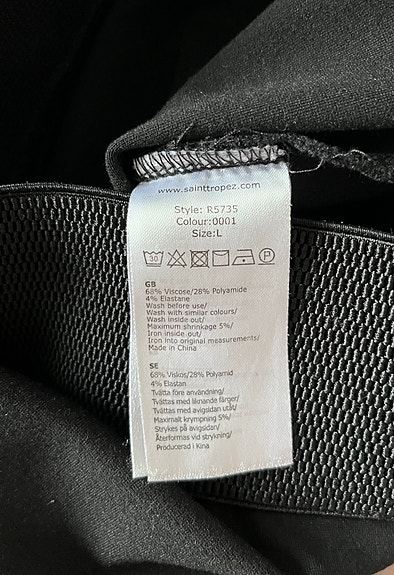 www.sainttropez.com
Style: R5735
Colour:0001
Size:L
30 P
GB
68% Viscose/28% Polyamide
4% Elastane
Wash before use/
Wash with similar colours/
Wash inside out/
Maximum shrinkage 5%/
Iron inside out/
Iron into original measurements/
Made in China
SE
68% Viskos/28% Polyamid
4% Elastan
Tvätta före användning/
Tvättas med liknande färger/
Tvättas med avigsidan utåt/
Maximalt krympning 5%/
Strykes på avigsidan/
Återformas vid strykning/
Producerad i Kina